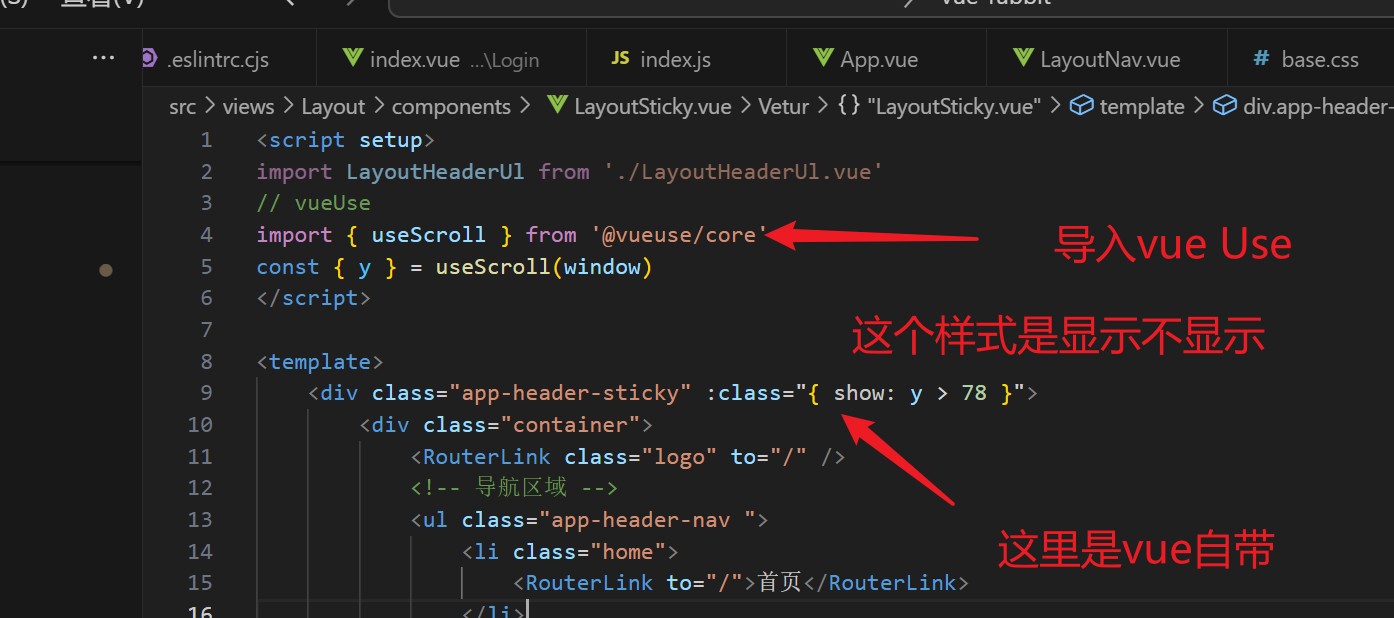 查看(V)
vue-rabbit
.eslintrc.cjs index.vue ...\Login JS index.js App.vue LayoutNav.vue # base.css
src > views > Layout > components > LayoutSticky.vue > Vetur > {} "LayoutSticky.vue" > template > div.app-header-
1 <script setup>
2 import LayoutHeaderUl from './LayoutHeaderUl.vue'
3 // vueUse
4 import { useScroll } from '@vueuse/core'
导入vue Use
5 const { y } = useScroll(window)
6 </script>
7
这个样式是显示不显示
8 <template>
9 <div class="app-header-sticky" :class="{ show: y > 78 }">
10 <div class="container">
11 <RouterLink class="logo" to="/" />
12 <!-- 导航区域 -->
13 <ul class="app-header-nav ">
14 <li class="home">
这里是vue自带
15 <RouterLink to="/">首页</RouterLink>
16 </li>